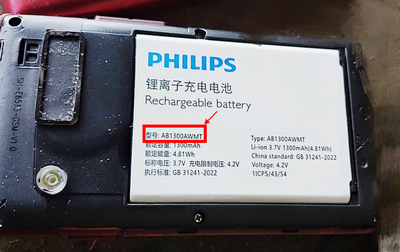 PHILIPS
锂离子充电电池
Rechargeable battery
型号: AB1300AWMT
额定容量: 1300mAh
额定能量: 4.81Wh
标称电压: 3.7V 充电限制电压: 4.2V
执行标准: GB 31241-2022
Type: AB1300AWMT
Li-ion 3.7V 1300mAh(4.81Wh)
China standard: GB 31241-2022
Voltage: 4.2V
1ICP5/43/54